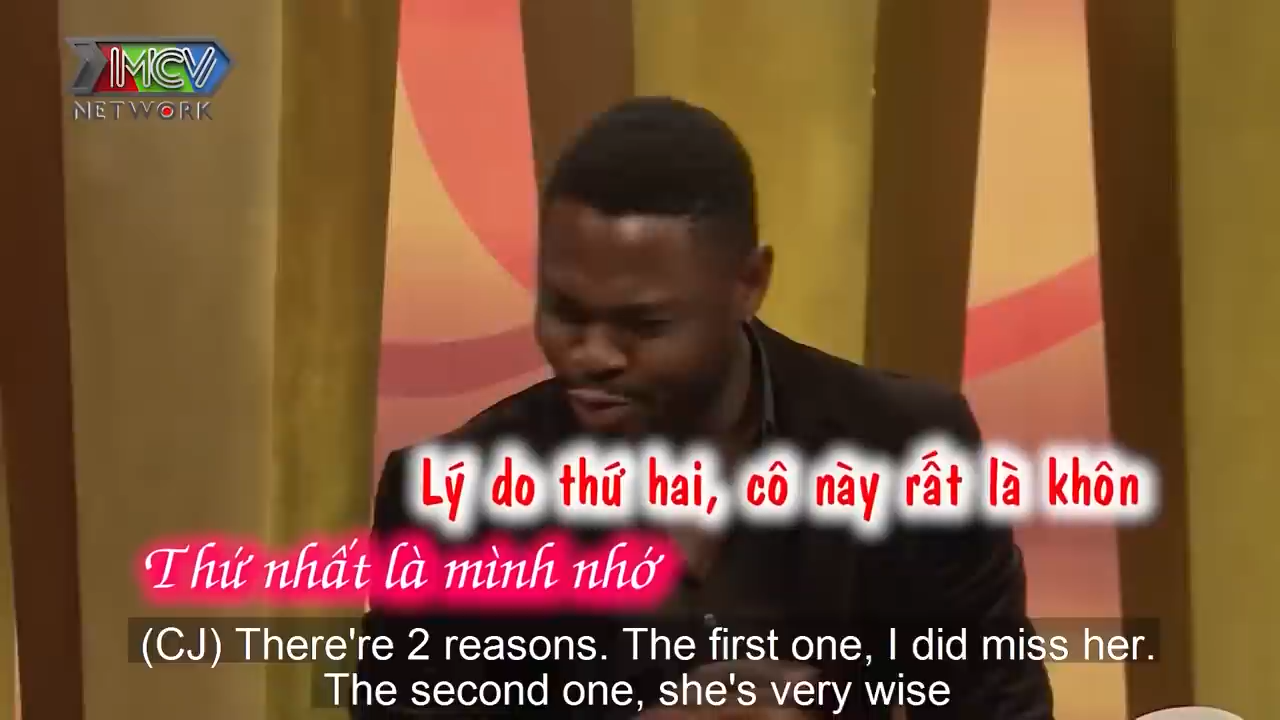 MCV
NETWORK
Lý do thứ hai, cô này rất là khôn
Thứ nhất là mình nhớ
(CJ) There're 2 reasons. The first one, I did miss her.
The second one, she's very wise